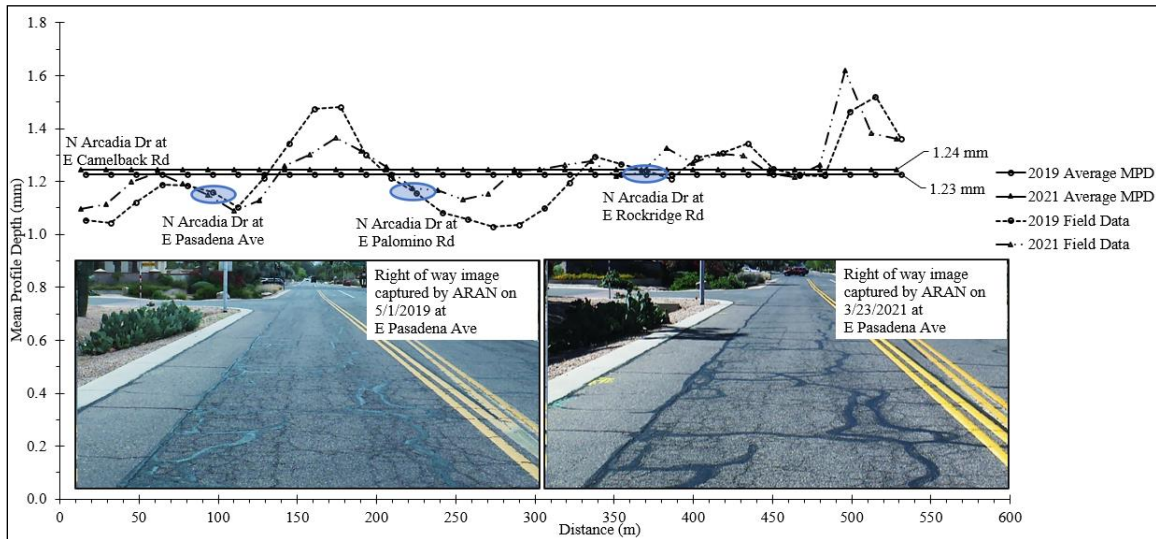 1.8
1.6
1.4
1.2
1.0
0.8
0.6
0.4
0.2
0.0
Mean Profile Depth (mm)
N Arcadia Dr at
E Camelback Rd
N Arcadia Dr at
E Pasadena Ave
N Arcadia Dr at
E Palomino Rd
N Arcadia Dr at
E Rockridge Rd
1.24 mm
1.23 mm
2019 Average MPD
2021 Average MPD
2019 Field Data
2021 Field Data
Right of way image
captured by ARAN on
5/1/2019 at
E Pasadena Ave
Right of way image
captured by ARAN on
3/23/2021 at
E Pasadena Ave
0 50 100 150 200 250 300 350 400 450 500 550 600
Distance (m)